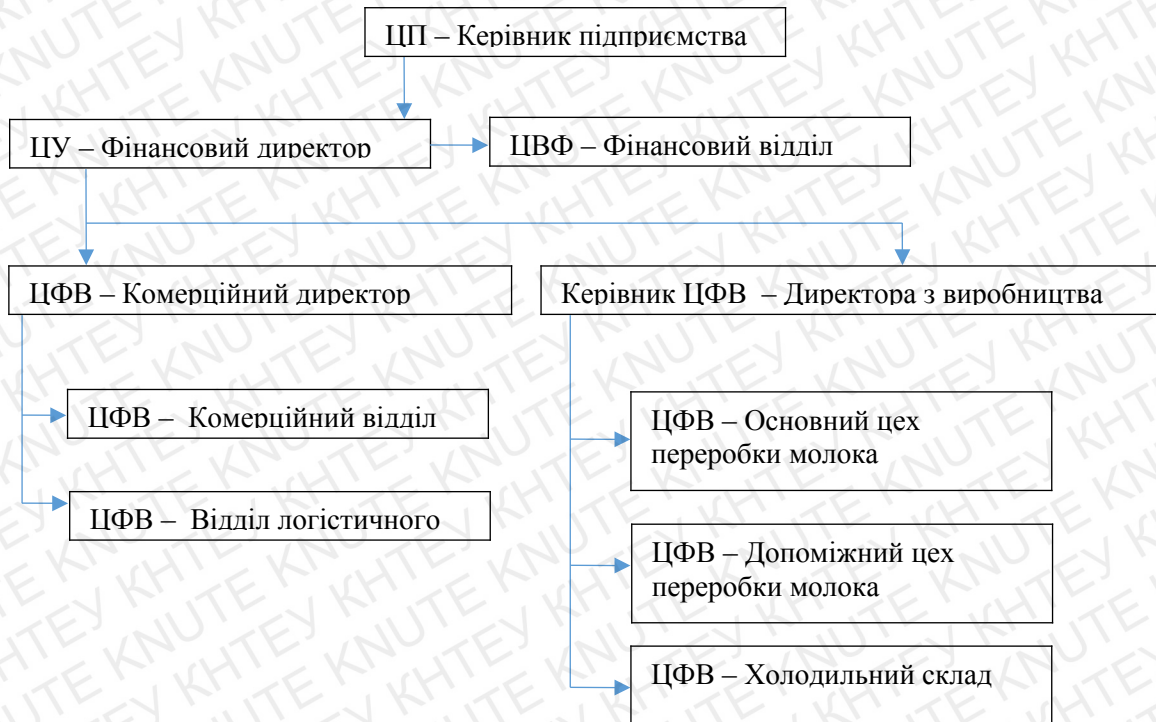 ЦП – Керівник підприємства
ЦУ – Фінансовий директор
ЦВФ – Фінансовий відділ
ЦФВ – Комерційний директор
Керівник ЦФВ – Директора з виробництва
ЦФВ – Комерційний відділ
ЦФВ – Відділ логістичного
ЦФВ – Основний цех
переробки молока
ЦФВ – Допоміжний цех
переробки молока
ЦФВ – Холодильний склад